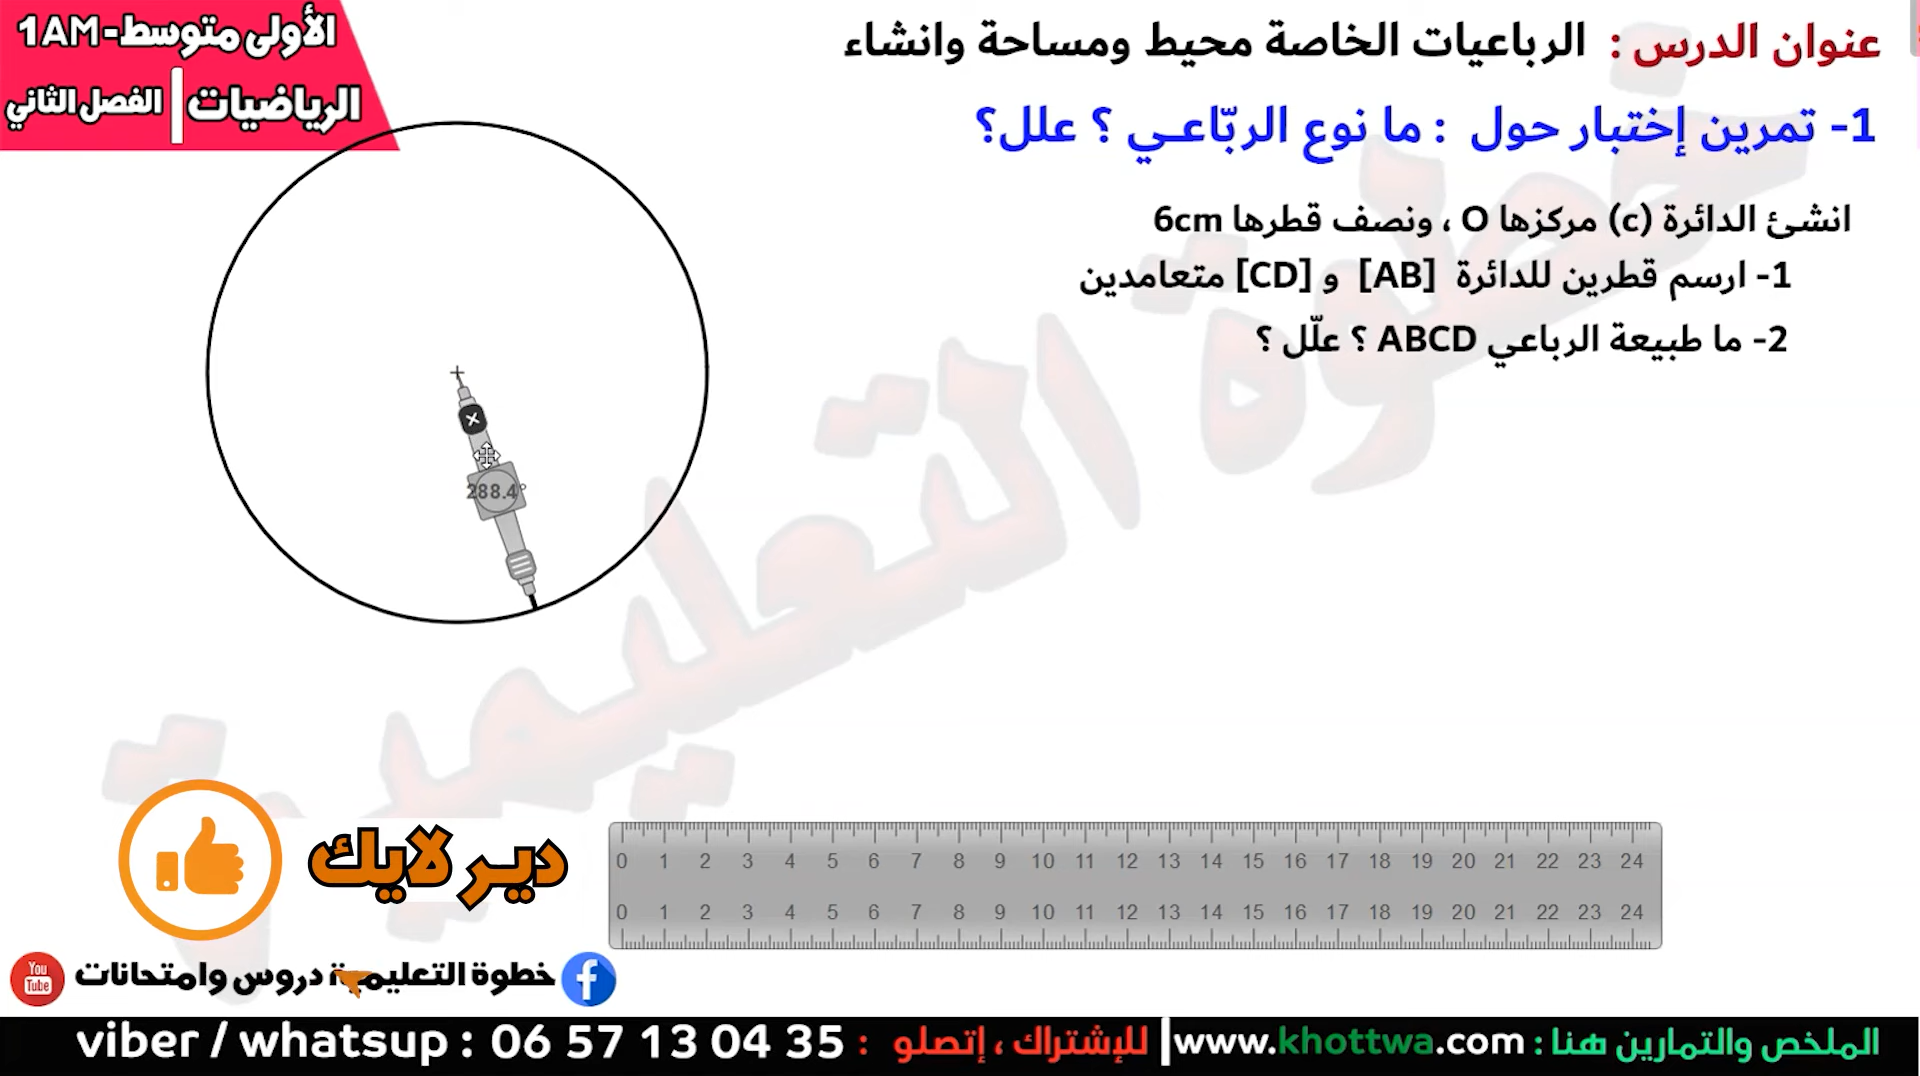 الأولى متوسط-1AM
الرياضيات | الفصل الثاني
عنوان الدرس : الرباعيات الخاصة محيط ومساحة وانشاء
1- تمرين إختبار حول : ما نوع الربّاعي ؟ علل؟
انشئ الدائرة (c) مركزها O ، ونصف قطرها 6cm
1- ارسم قطرين للدائرة [AB] و [CD] متعامدين
2- ما طبيعة الرباعي ABCD ؟ علّل ؟
288.4°
خطوة التعليمية
دير لايك
0 1 2 3 4 5 6 7 8 9 10 11 12 13 14 15 16 17 18 19 20 21 22 23 24
0 1 2 3 4 5 6 7 8 9 10 11 12 13 14 15 16 17 18 19 20 21 22 23 24
You Tube
خطوة التعليمية دروس وامتحانات
الملخص والتمارين هنا : www.khottwa.com | للإشتراك ، إتصلو : viber / whatsup : 06 57 13 04 35